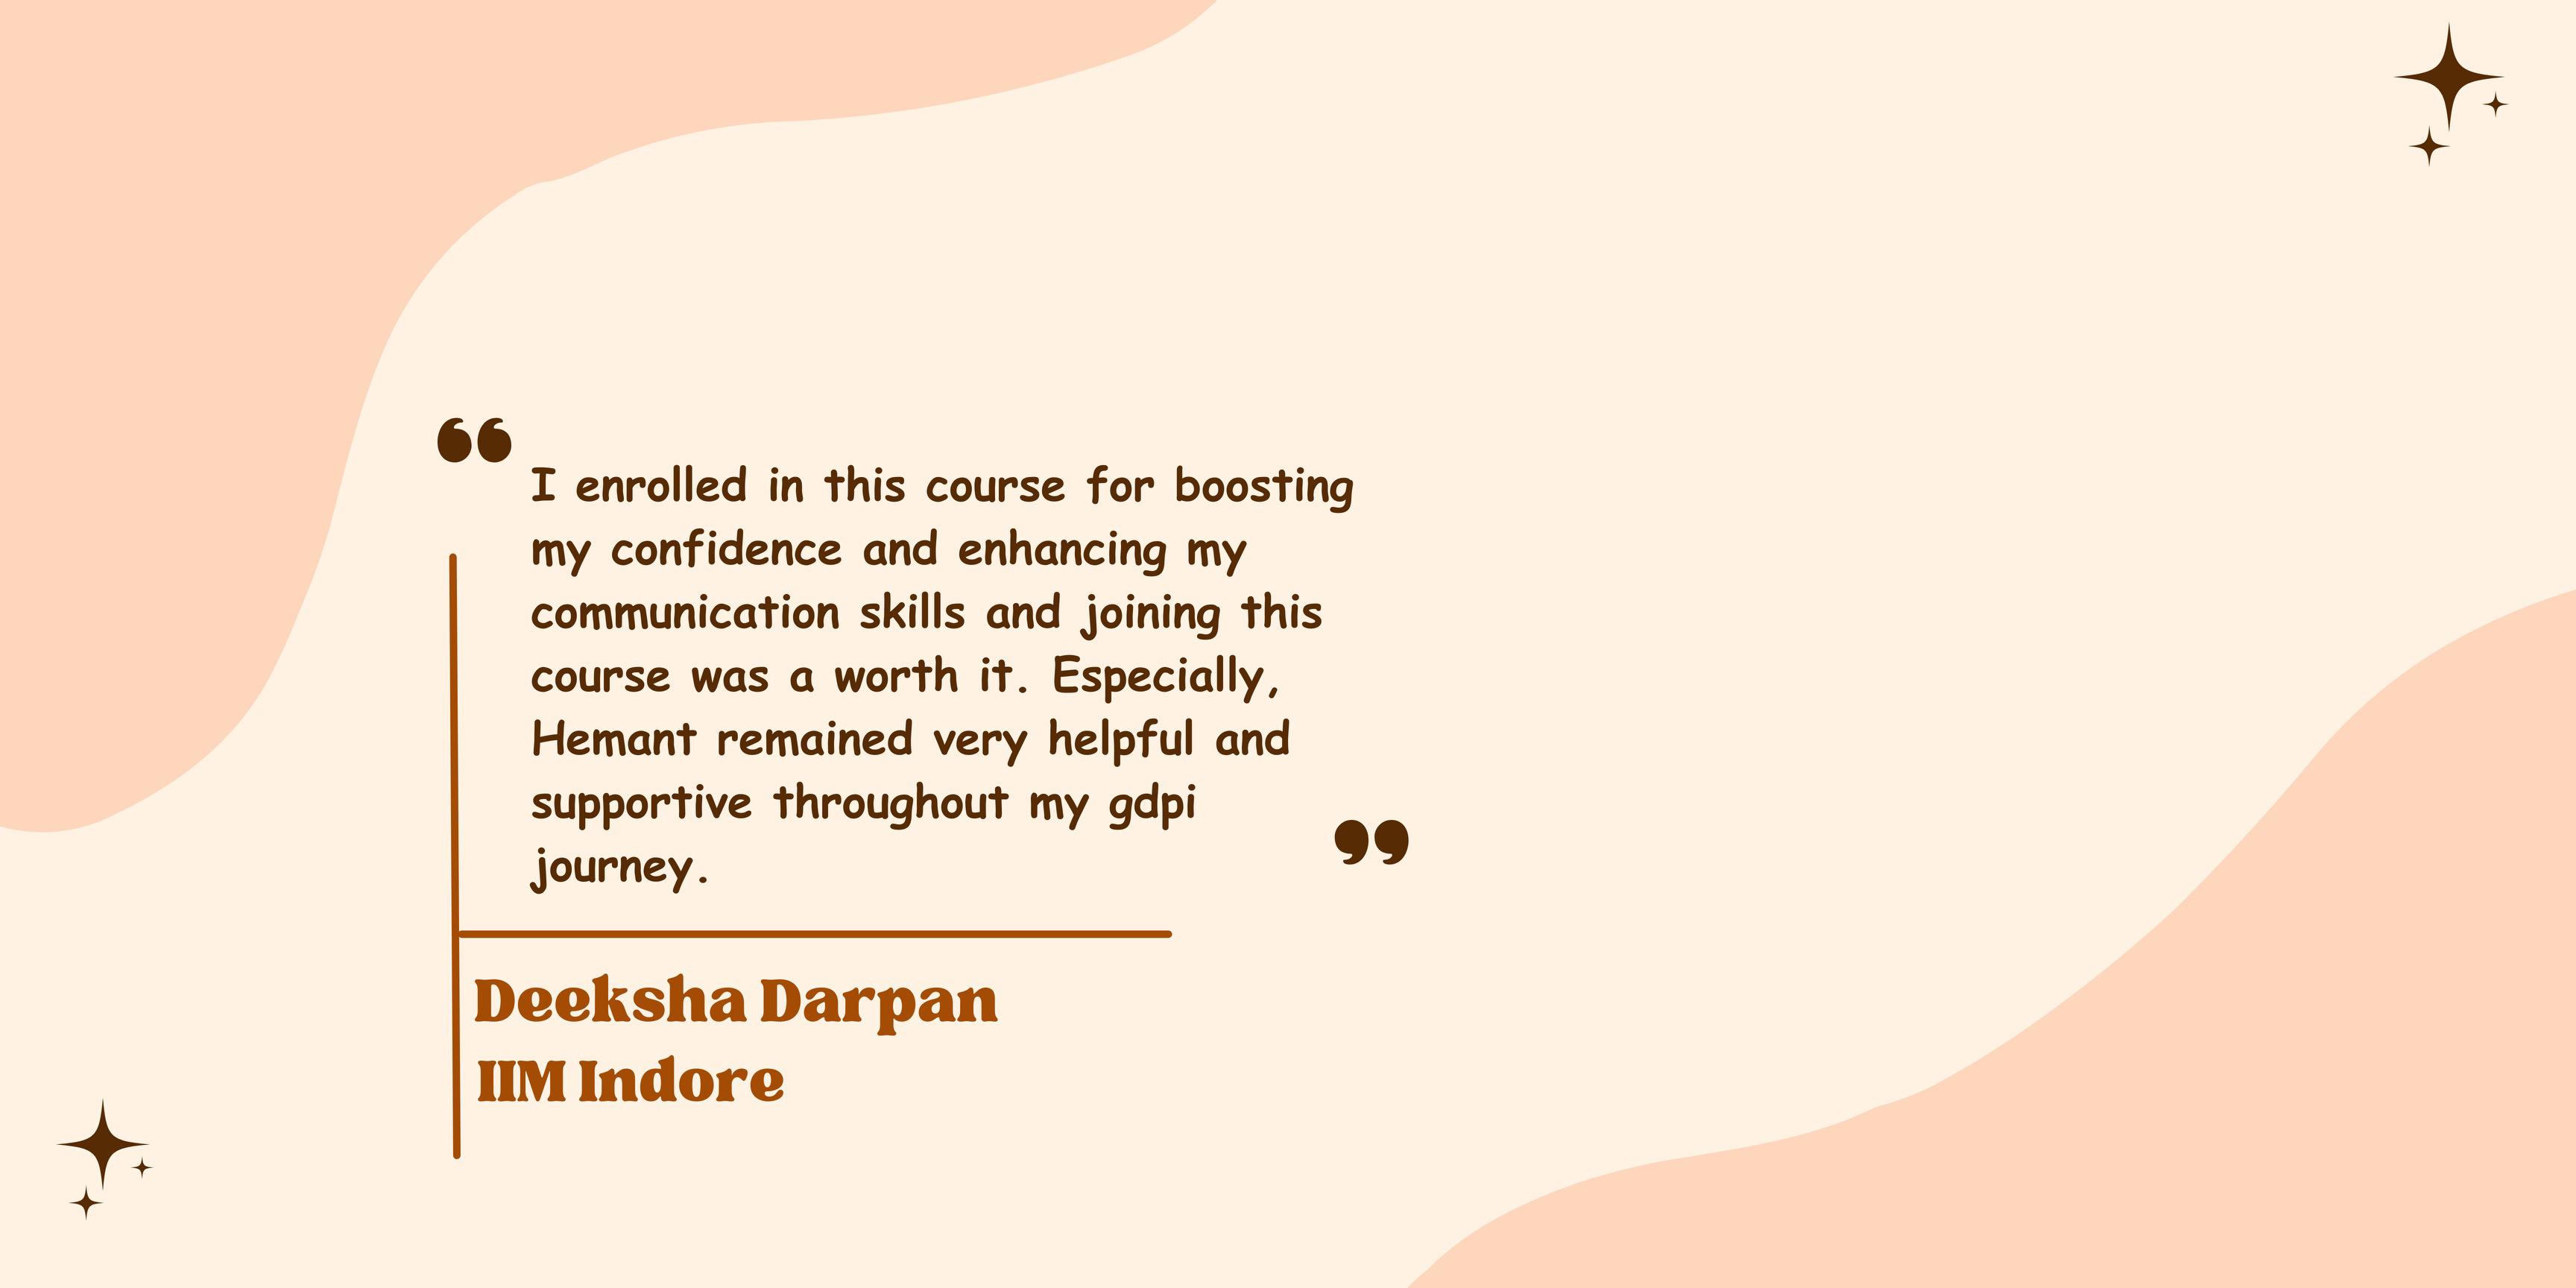 “ I enrolled in this course for boosting
my confidence and enhancing my
communication skills and joining this
course was a worth it. Especially,
Hemant remained very helpful and
supportive throughout my gdpi
journey. ”
Deeksha Darpan
IIM Indore